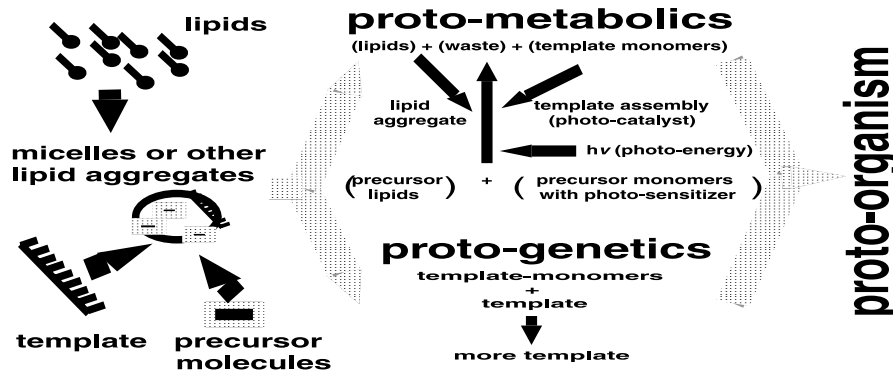 lipids
micelles or other
lipid aggregates
template
precursor
molecules
proto-metabolics
(lipids) + (waste) + (template monomers)
lipid
aggregate
template assembly
(photo-catalyst)
hν (photo-energy)
(precursor
lipids) + (precursor monomers
with photo-sensitizer)
proto-genetics
template-monomers
+
template
more template
proto-organism